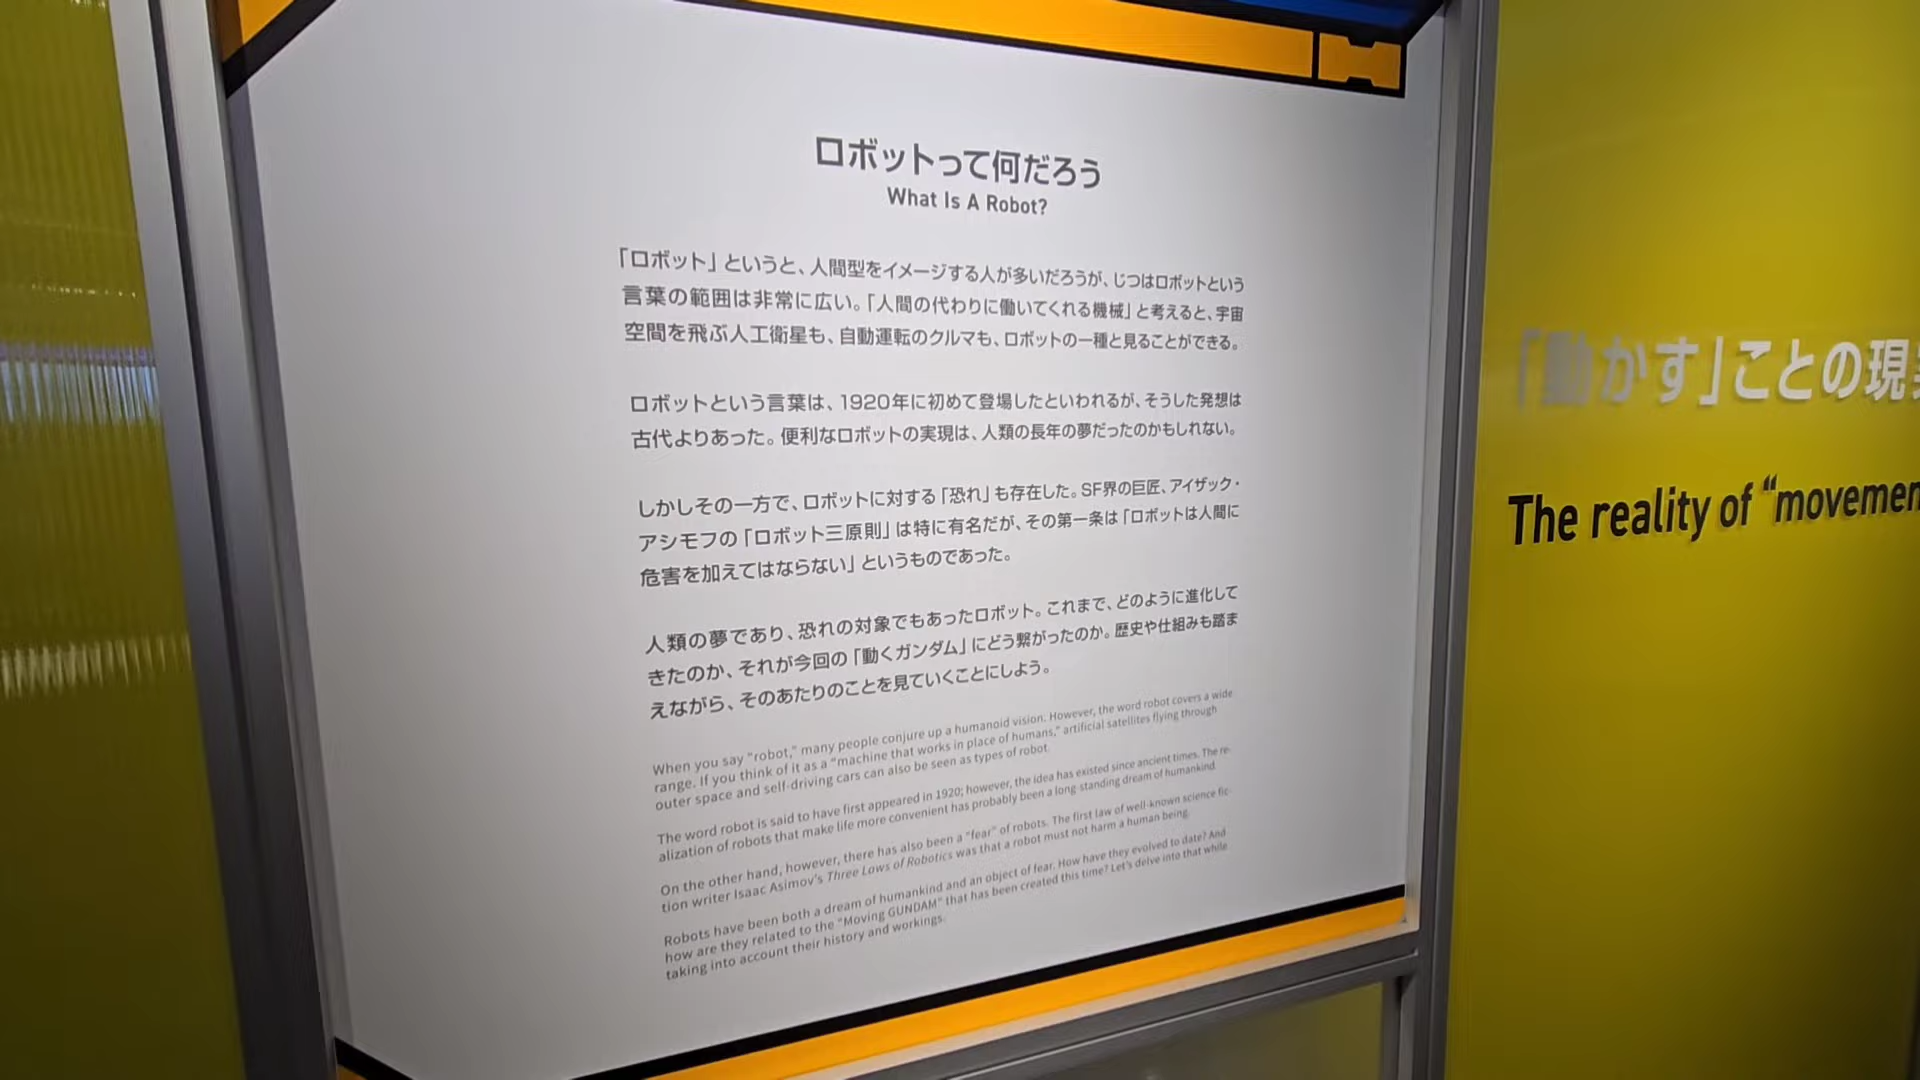 ロボットって何だろう
What Is A Robot?
「ロボット」というと、人間型をイメージする人が多いだろうが、じつはロボットという
言葉の範囲は非常に広い。「人間の代わりに働いてくれる機械」と考えると、宇宙
空間を飛ぶ人工衛星も、自動運転のクルマも、ロボットの一種と見ることができる。
ロボットという言葉は、1920年に初めて登場したといわれるが、そうした発想は
古代よりあった。便利なロボットの実現は、人類の長年の夢だったのかもしれない。
しかしその一方で、ロボットに対する「恐れ」も存在した。SF界の巨匠、アイザック・
アシモフの「ロボット三原則」は特に有名だが、その第一条は「ロボットは人間に
危害を加えてはならない」というものであった。
人類の夢であり、恐れの対象でもあったロボット。これまで、どのように進化して
きたのか、それが今回の「動くガンダム」にどう繋がったのか。歴史や仕組みも踏ま
えながら、そのあたりのことを見ていくことにしよう。
When you say "robot," many people conjure up a humanoid vision. However, the word robot covers a wide
range. If you think of it as a "machine that works in place of humans," artificial satellites flying through
outer space and self-driving cars can also be seen as types of robot.
The word robot is said to have first appeared in 1920; however, the idea has existed since ancient times. The re-
alization of robots that make life more convenient has probably been a long-standing dream of humankind.
On the other hand, however, there has also been a "fear" of robots. The first law of well-known science fic-
tion writer Isaac Asimov's Three Laws of Robotics was that a robot must not harm a human being.
Robots have been both a dream of humankind and an object of fear. How have they evolved to date? And
how are they related to the "Moving GUNDAM" that has been created this time? Let's delve into that while
taking into account their history and workings.
「動かす」ことの現
The reality of "movemen